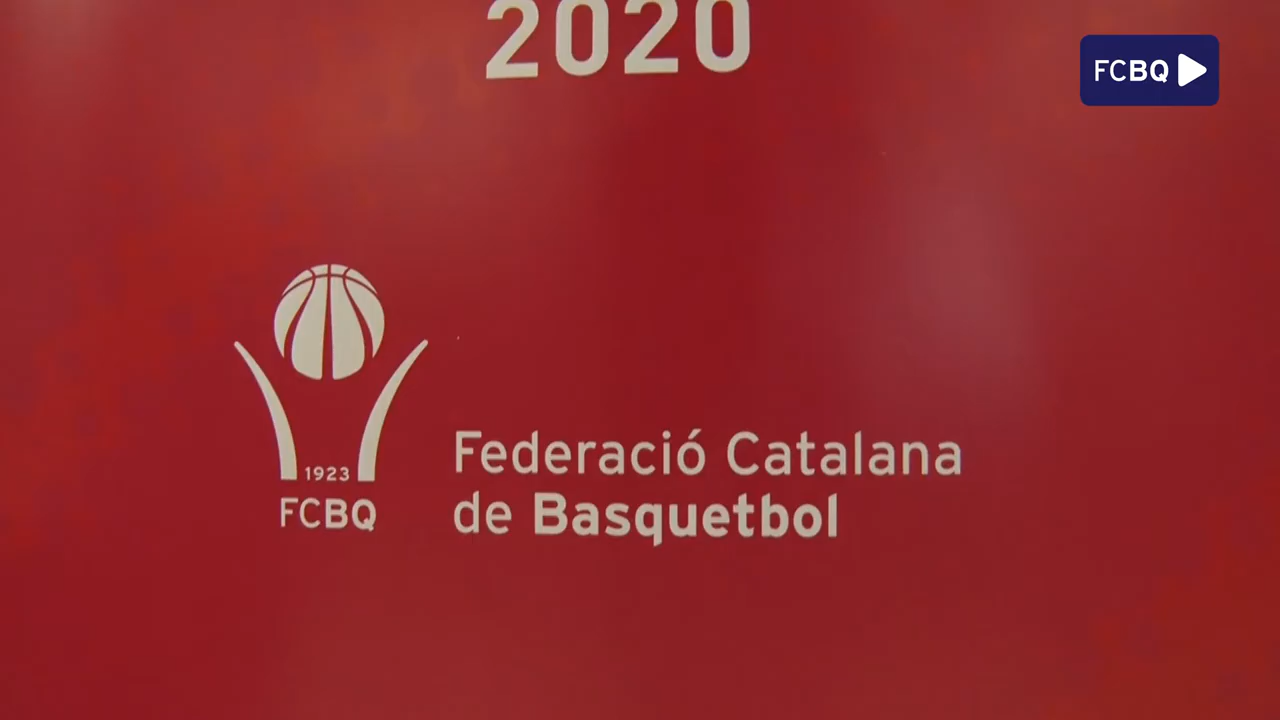 2020
FCBQ
1923
FCBQ
Federació Catalana
de Basquetbol